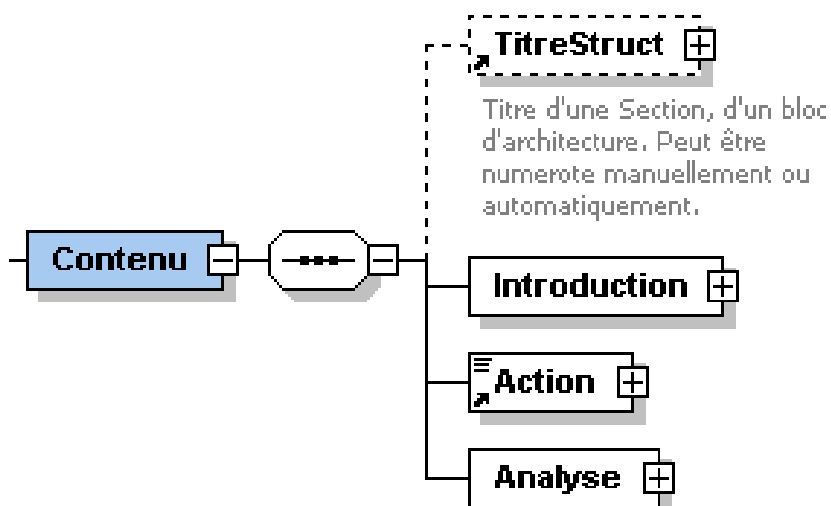 TitreStruct
Titre d'une Section, d'un bloc
d'architecture. Peut être
numerote manuellement ou
automatiquement.
Contenu
Introduction
Action
Analyse